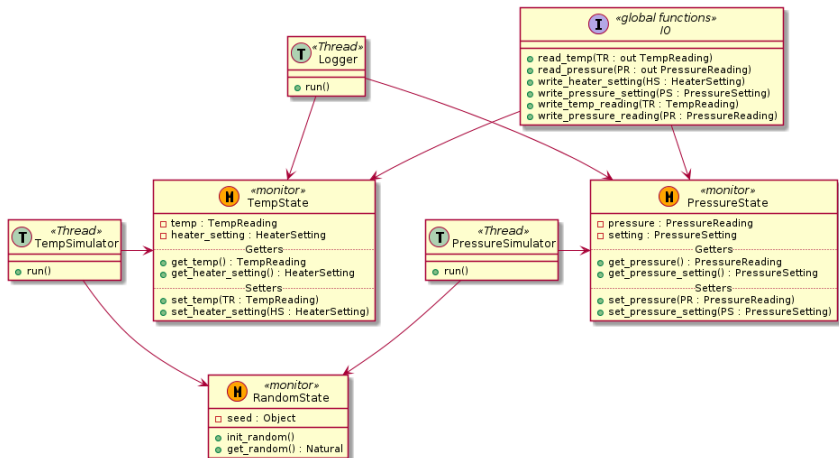 «Thread»
T
Logger
run()
«global functions»
I
IO
read_temp(TR : out TempReading)
read_pressure(PR : out PressureReading)
write_heater_setting(HS : HeaterSetting)
write_pressure_setting(PS : PressureSetting)
write_temp_reading(TR : TempReading)
write_pressure_reading(PR : PressureReading)
«Thread»
T
TempSimulator
run()
«monitor»
M
TempState
temp : TempReading
heater_setting : HeaterSetting
Getters
get_temp() : TempReading
get_heater_setting() : HeaterSetting
Setters
set_temp(TR : TempReading)
set_heater_setting(HS : HeaterSetting)
«Thread»
T
PressureSimulator
run()
«monitor»
M
PressureState
pressure : PressureReading
setting : PressureSetting
Getters
get_pressure() : PressureReading
get_pressure_setting() : PressureSetting
Setters
set_pressure(PR : PressureReading)
set_pressure_setting(PS : PressureSetting)
«monitor»
M
RandomState
seed : Object
init_random()
get_random() : Natural